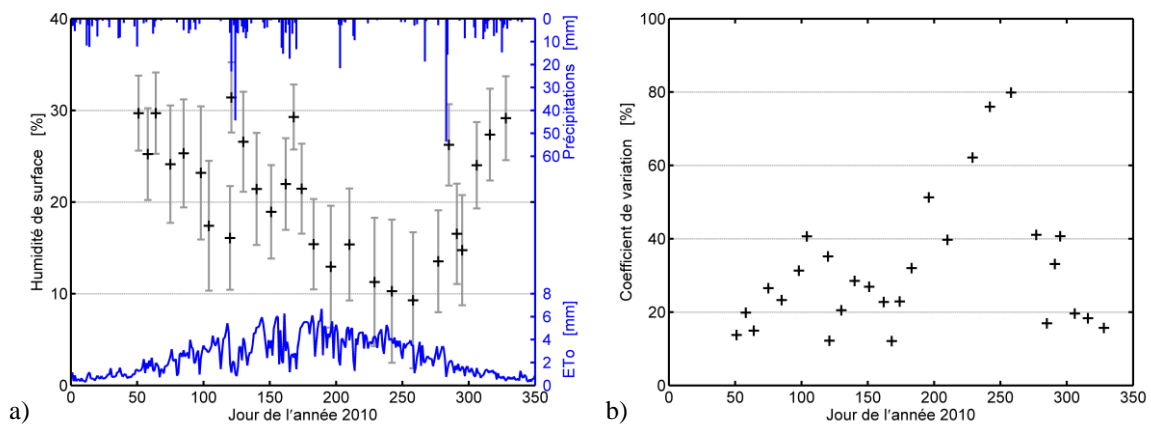 40
30
20
10
0
Humidité de surface [%]
0
10
20
30
40
50
60
Précipitations [mm]
8
6
4
2
0
ETo [mm]
0 50 100 150 200 250 300 350
Jour de l'année 2010
a)
100
80
60
40
20
0
Coefficient de variation [%]
0 50 100 150 200 250 300 350
Jour de l'année 2010
b)